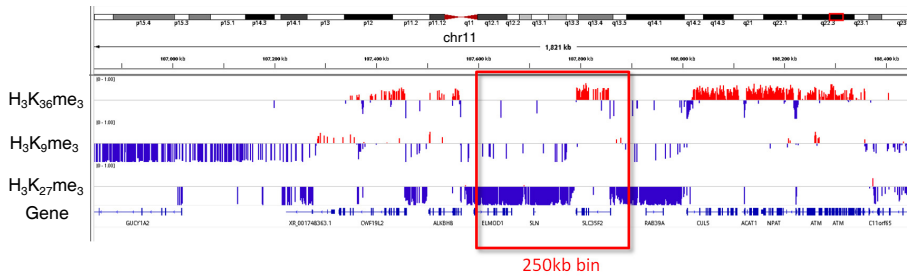 p15.4 p15.3 p15.1 p14.3 p14.1 p13 p12 p11.2 p11.12 q11 q12.1 q12.2 q13.1 q13.3 q13.4 q13.5 q14.1 q14.2 q14.3 q21 q22.1 q22.3 q23.1 q23.3
chr11
1,821 kb
107,000 kb 107,200 kb 107,400 kb 107,600 kb 107,800 kb 108,000 kb 108,200 kb 108,400 kb
[0 - 1.00]
H3K36me3
[0 - 1.00]
H3K9me3
[0 - 1.00]
H3K27me3
Gene
GUCY1A2 XR_001748363.1 CWF19L2 ALKBH8 ELMOD1 SLN SLC35F2 RAB39A CUL5 ACAT1 NPAT ATM ATM C11orf65
250kb bin